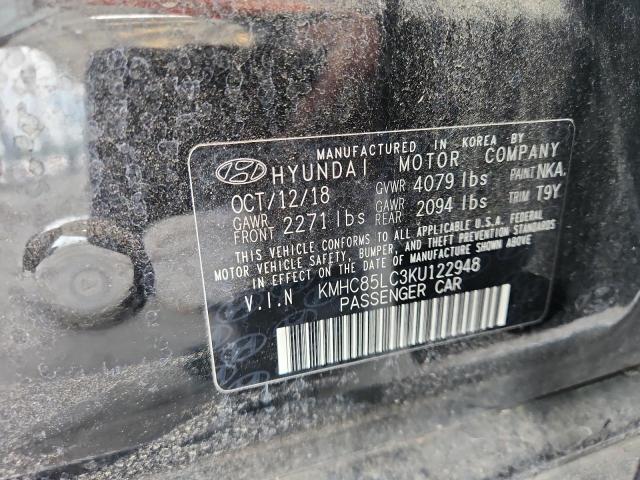 MANUFACTURED IN KOREA BY
HYUNDAI MOTOR COMPANY
OCT/12/18 GVWR 4079 lbs PAINT NKA
GAWR FRONT 2271 lbs GAWR REAR 2094 lbs TRIM T9Y
THIS VEHICLE CONFORMS TO ALL APPLICABLE U.S.A. FEDERAL
MOTOR VEHICLE SAFETY, BUMPER, AND THEFT PREVENTION
STANDARDS IN EFFECT ON THE DATE OF MANUFACTURE SHOWN ABOVE.
V.I.N KMHC85LC3KU122948
PASSENGER CAR